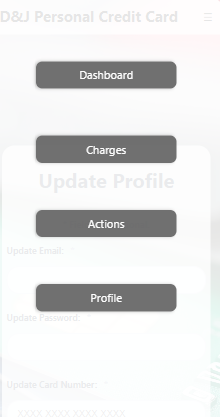 D&J Personal Credit Card
Dashboard
Charges
Update Profile
Actions
Update Email:
Profile
Update Password:
Update Card Number:
XXXX XXXX XXXX XXXX